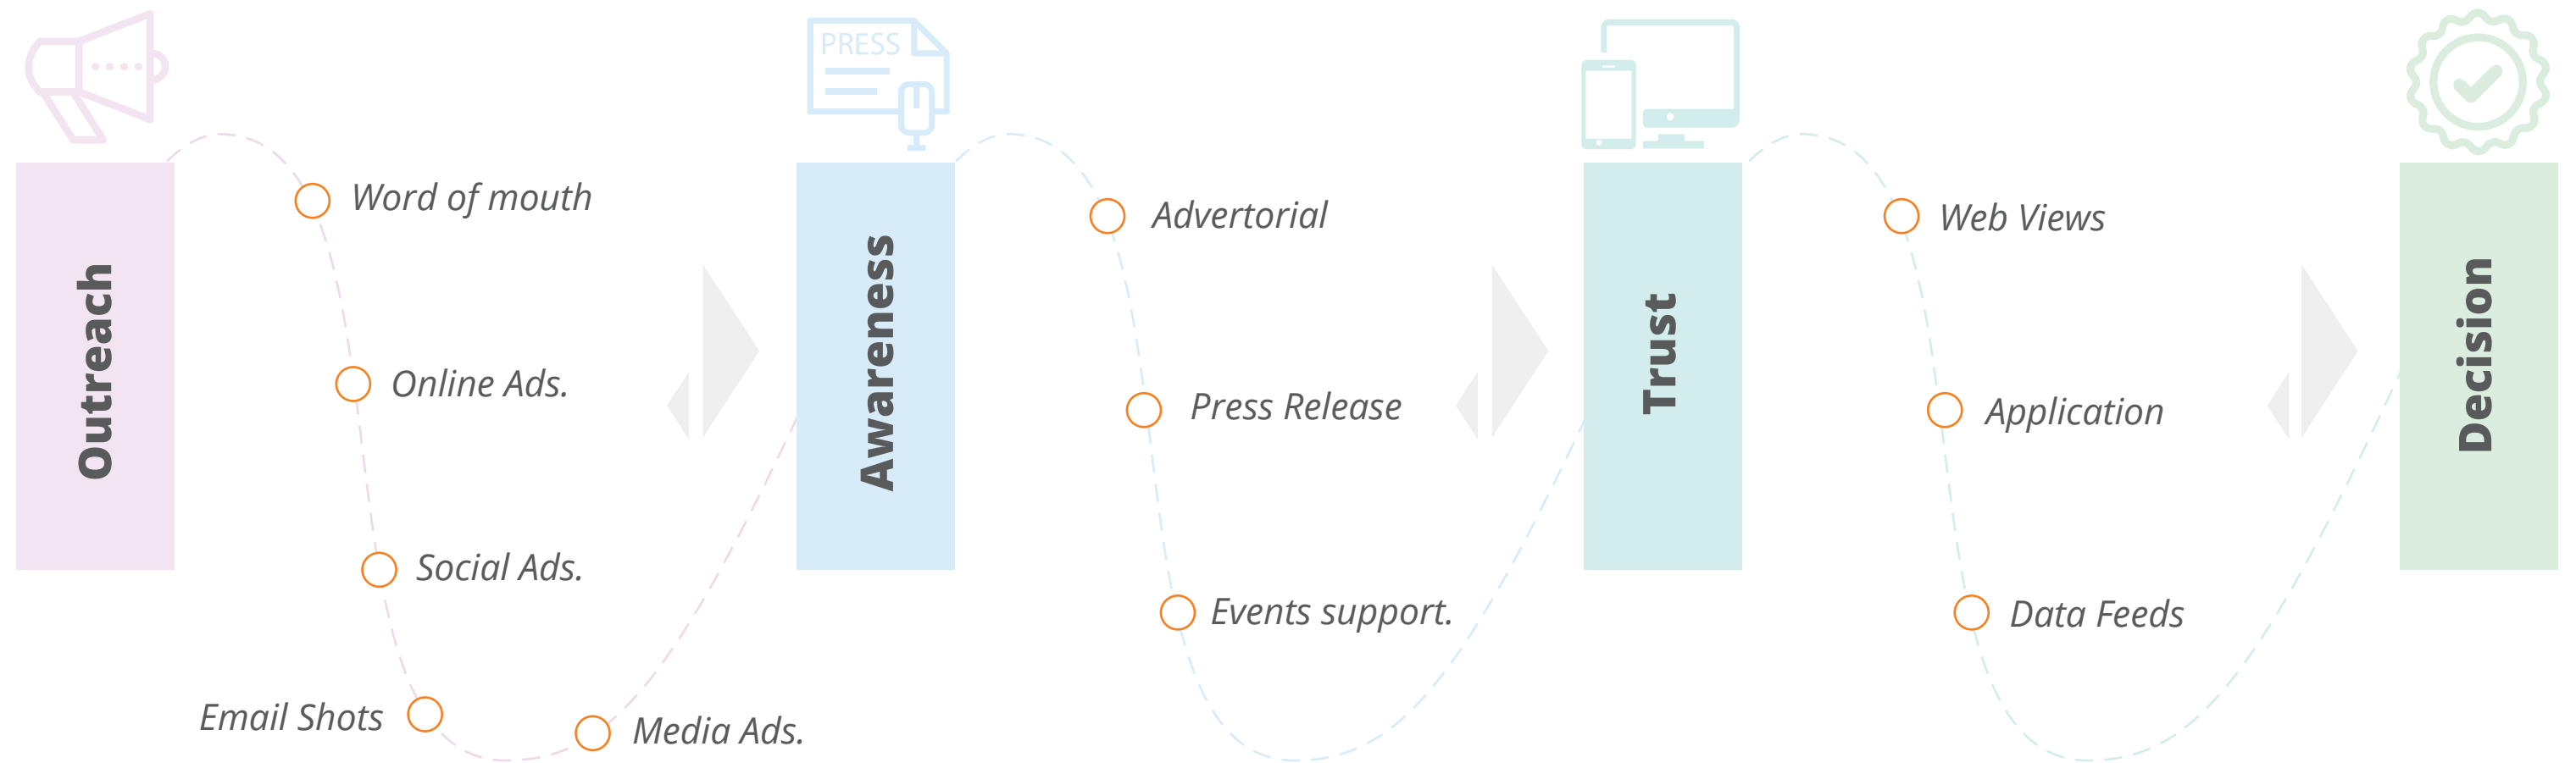 PRESS
Outreach
Word of mouth
Online Ads.
Social Ads.
Email Shots
Media Ads.
Awareness
Advertorial
Press Release
Events support.
Trust
Web Views
Application
Data Feeds
Decision